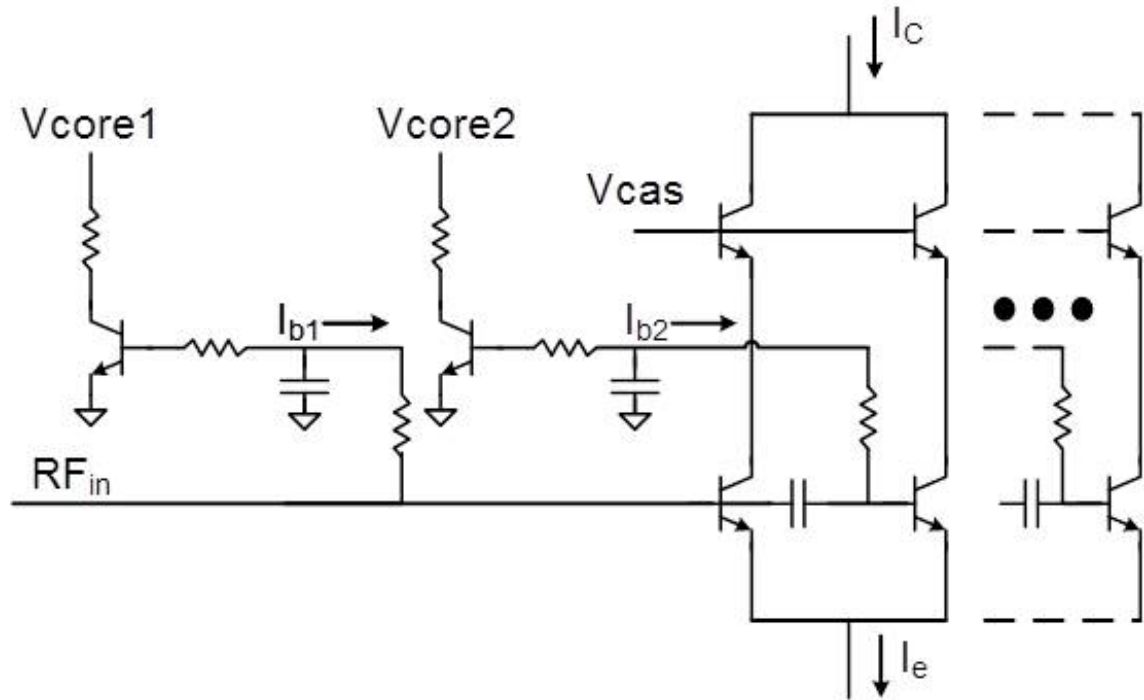 I_C
Vcore1
Vcore2
Vcas
I_b1
I_b2
RF_in
I_e